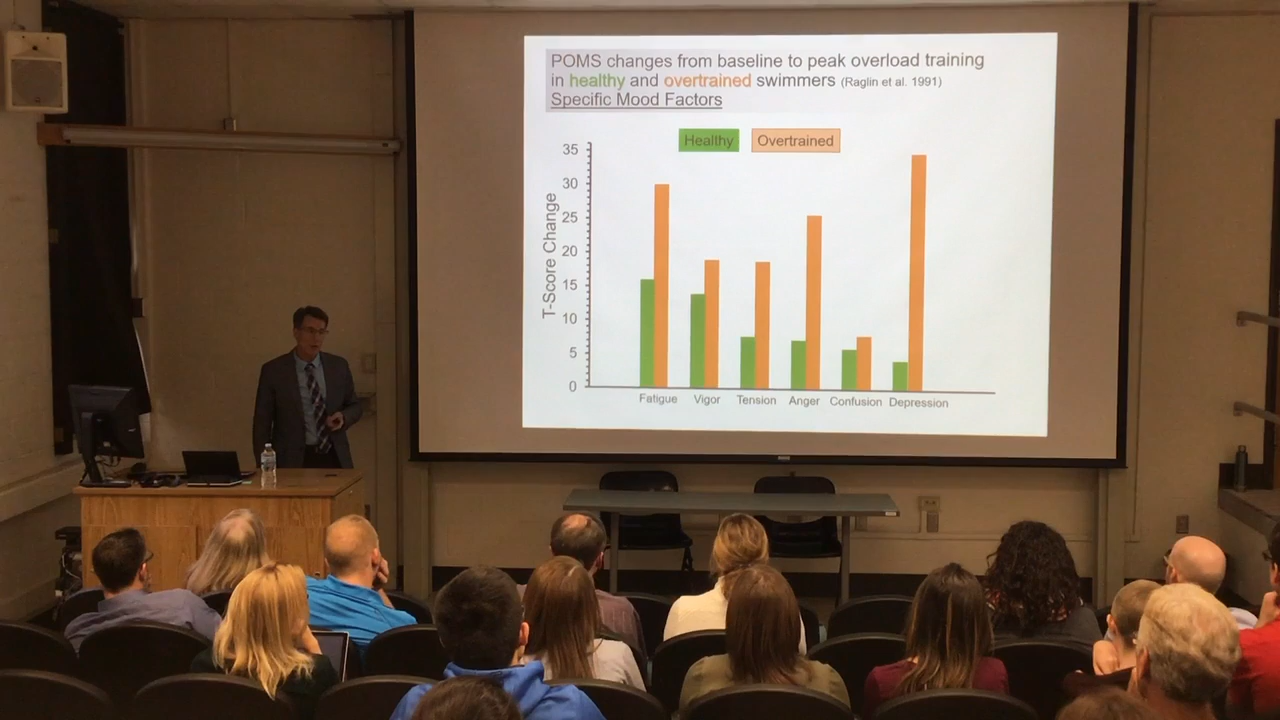 POMS changes from baseline to peak overload training
in healthy and overtrained swimmers (Raglin et al. 1991)
Specific Mood Factors
Healthy Overtrained
T-Score Change
35
30
25
20
15
10
5
0
Fatigue Vigor Tension Anger Confusion Depression